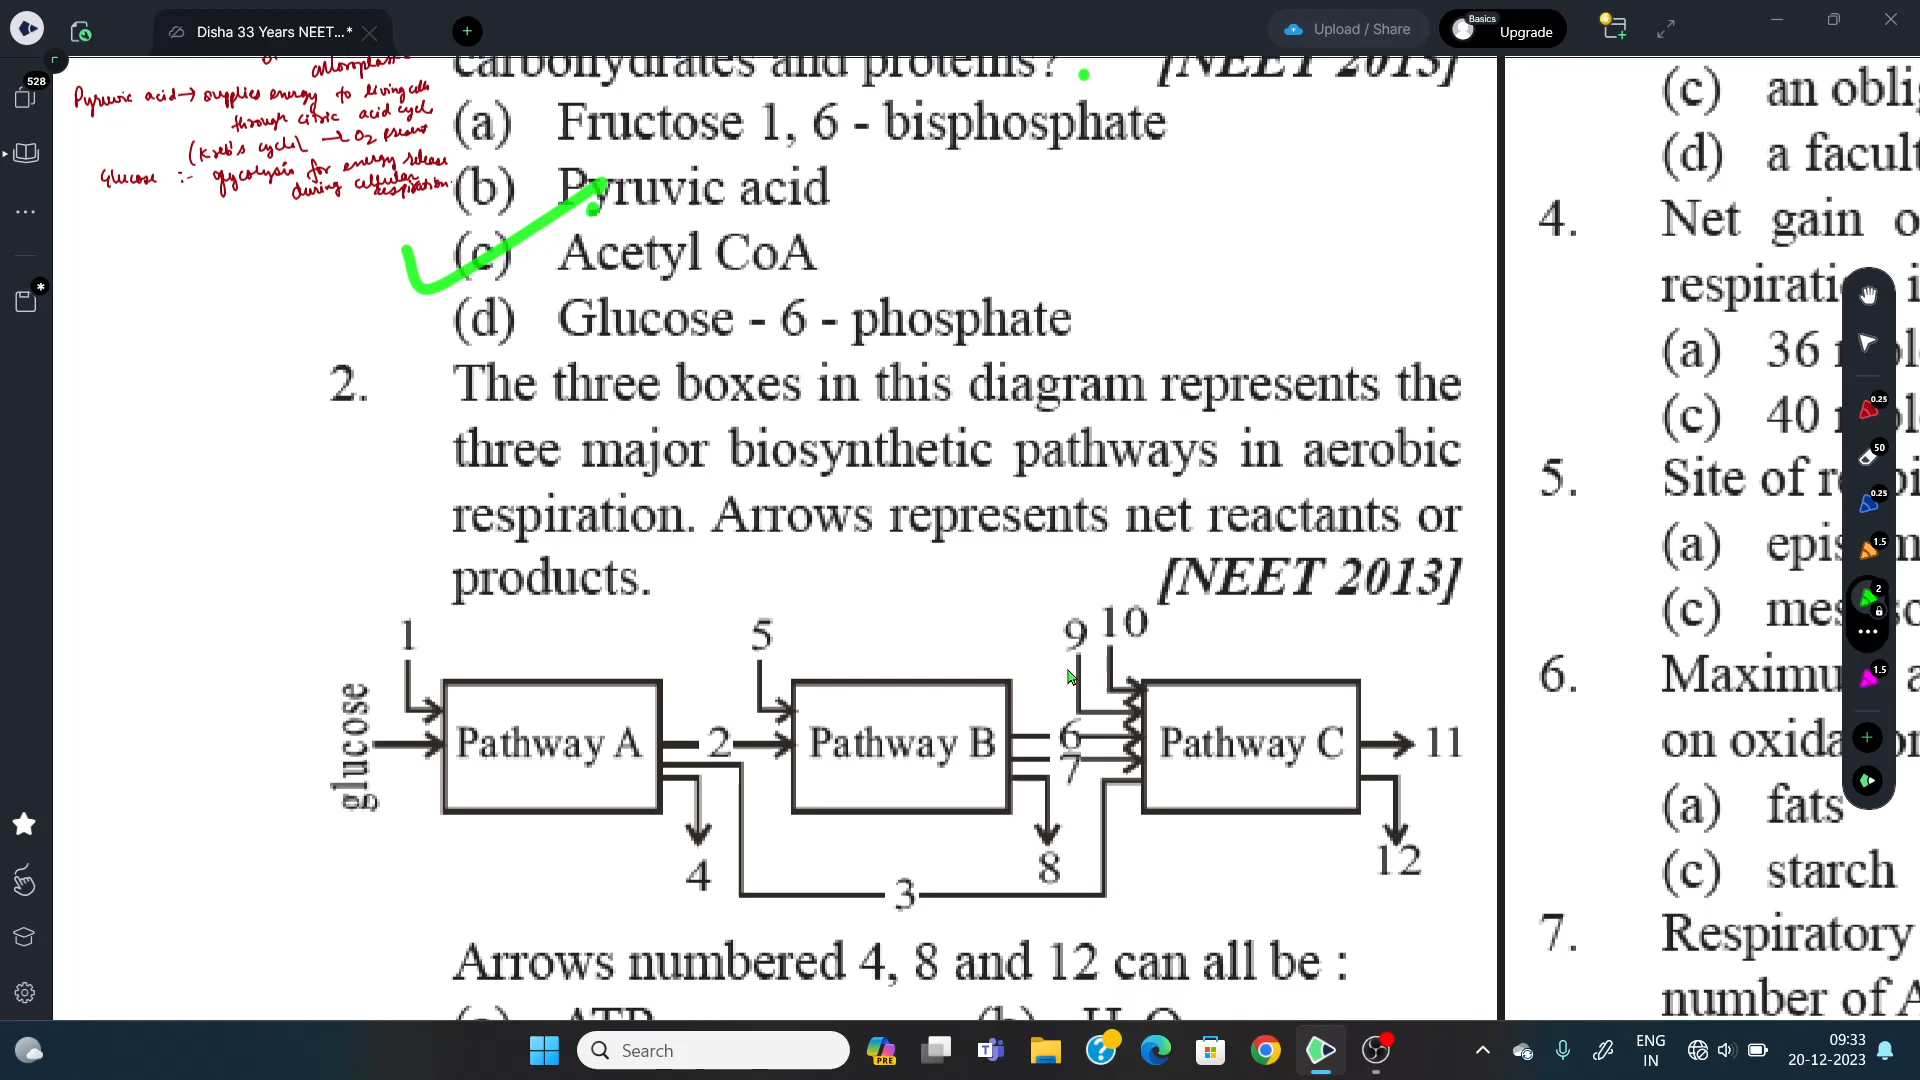 Disha 33 Years NEET...*
Upload / Share
Basics
Upgrade
528
chloroplast
Pyruvic acid → supplies energy to living cells
through citric acid cycle
(Kreb's cycle) → O2 present
Glucose :- glycolysis for energy release
during cellular
respiration.
carbohydrates and proteins? [NEET 2013]
(a) Fructose 1, 6 - bisphosphate
(b) Pyruvic acid
(c) Acetyl CoA
(d) Glucose - 6 - phosphate
2. The three boxes in this diagram represents the
three major biosynthetic pathways in aerobic
respiration. Arrows represents net reactants or
products. [NEET 2013]
1
5
9
10
glucose
Pathway A
2
Pathway B
6
7
Pathway C
11
4
8
3
12
Arrows numbered 4, 8 and 12 can all be :
(a) ATP (b) H2O
(c) an oblig
(d) a facult
4. Net gain o
respirati
(a) 36
(c) 40
5. Site of
(a)
(c)
6. Maximu
on oxida
(a) fats
(c) starch
7. Respiratory
number of A
0.25
50
0.25
1.5
2
1.5
Search
PRE
ENG
IN
09:33
20-12-2023